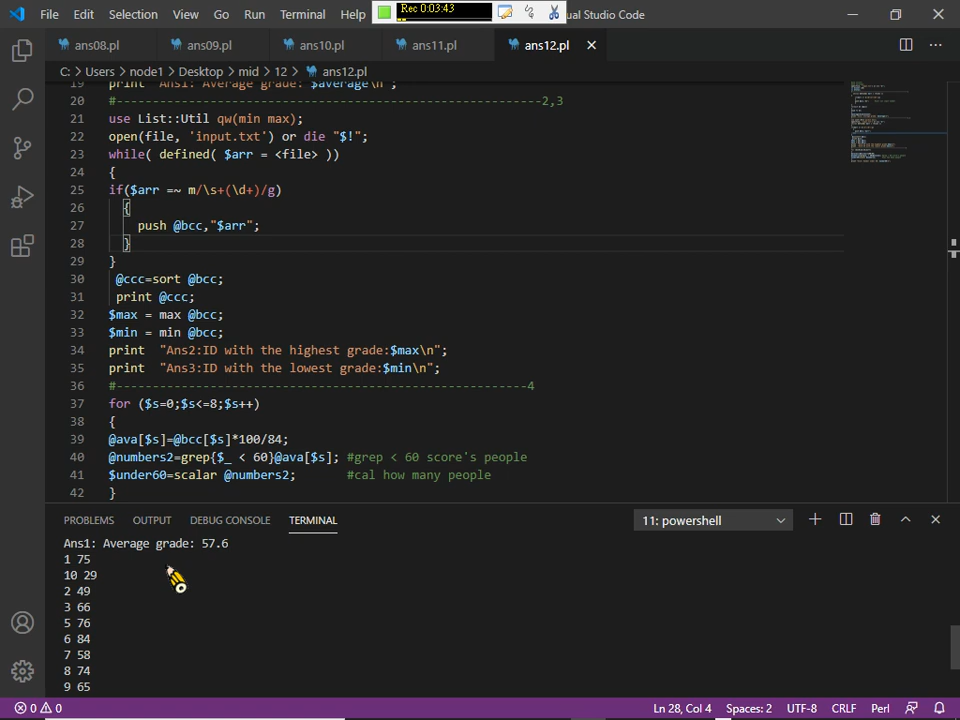 File Edit Selection View Go Run Terminal Help Rec 0:03:43 ual Studio Code
ans08.pl ans09.pl ans10.pl ans11.pl ans12.pl
C: > Users > node1 > Desktop > mid > 12 > ans12.pl
19 print "Ans1: Average grade: $average\n";
20 #------------------------------------------------------2,3
21 use List::Util qw(min max);
22 open(file, 'input.txt') or die "$!";
23 while( defined( $arr = <file> ))
24 {
25 if($arr =~ m/\s+(\d+)/g)
26 {
27 push @bcc,"$arr";
28 }
29 }
30 @ccc=sort @bcc;
31 print @ccc;
32 $max = max @bcc;
33 $min = min @bcc;
34 print "Ans2:ID with the highest grade:$max\n";
35 print "Ans3:ID with the lowest grade:$min\n";
36 #----------------------------------------------------4
37 for ($s=0;$s<=8;$s++)
38 {
39 @ava[$s]=@bcc[$s]*100/84;
40 @numbers2=grep{$_ < 60}@ava[$s]; #grep < 60 score's people
41 $under60=scalar @numbers2; #cal how many people
42 }
PROBLEMS OUTPUT DEBUG CONSOLE TERMINAL 11: powershell
Ans1: Average grade: 57.6
1 75
10 29
2 49
3 66
5 76
6 84
7 58
8 74
9 65
0 0 Ln 28, Col 4 Spaces: 2 UTF-8 CRLF Perl